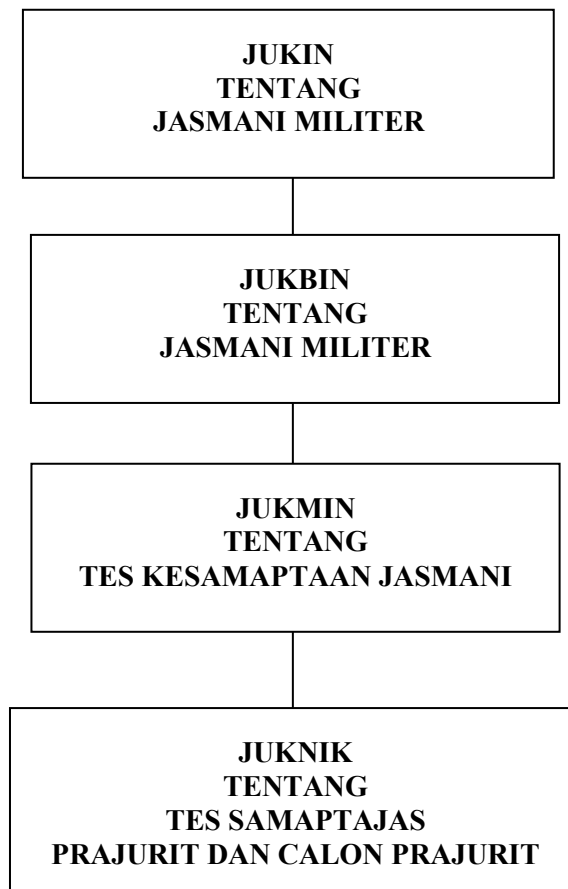 JUKIN
TENTANG
JASMANI MILITER
JUKBIN
TENTANG
JASMANI MILITER
JUKMIN
TENTANG
TES KESAMAPTAAN JASMANI
JUKNIK
TENTANG
TES SAMAPTAJAS
PRAJURIT DAN CALON PRAJURIT